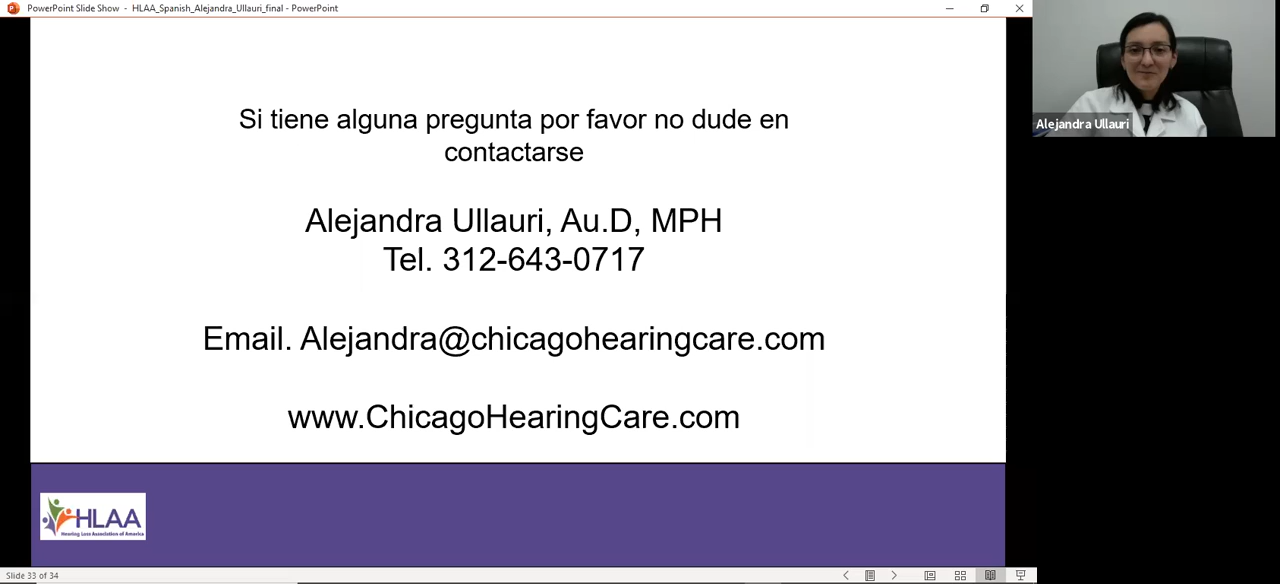 PowerPoint Slide Show - HLAA_Spanish_Alejandra_Ullauri_final - PowerPoint
Si tiene alguna pregunta por favor no dude en
contactarse
Alejandra Ullauri, Au.D, MPH
Tel. 312-643-0717
Email. Alejandra@chicagohearingcare.com
www.ChicagoHearingCare.com
HLAA
Hearing Loss Association of America
Slide 33 of 34
Alejandra Ullauri